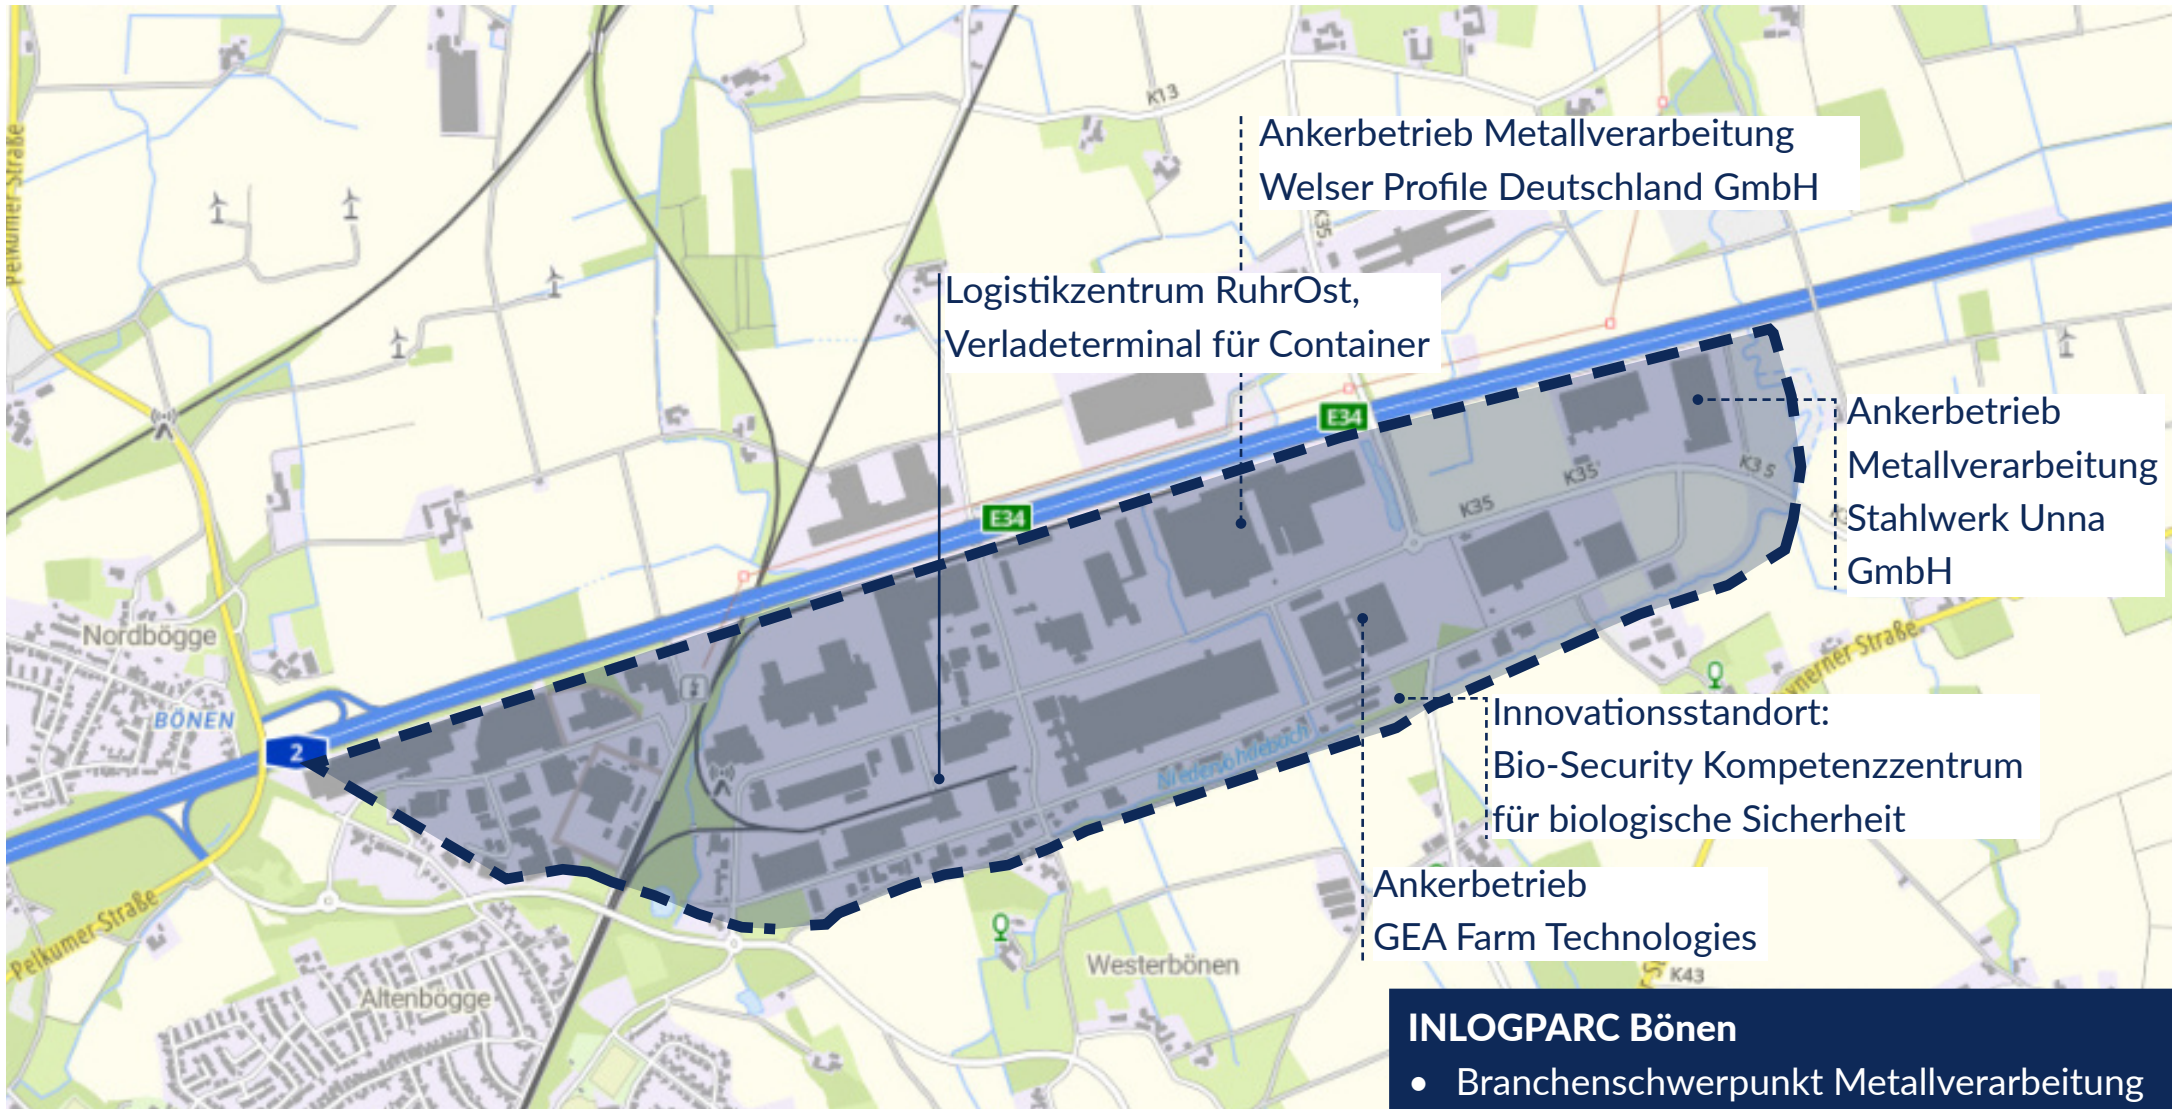 Pelkumer Straße
K13
Ankerbetrieb Metallverarbeitung
Welser Profile Deutschland GmbH
K35
Logistikzentrum RuhrOst,
Verladeterminal für Container
E34
E34
Ankerbetrieb
Metallverarbeitung
Stahlwerk Unna
GmbH
K35
K35
K35
Nordbögge
BÖNEN
2
Innovationsstandort:
Bio-Security Kompetenzzentrum
für biologische Sicherheit
Ankerbetrieb
GEA Farm Technologies
Pelkumer Straße
Altenbögge
Westerbönen
K43
INLOGPARC Bönen
• Branchenschwerpunkt Metallverarbeitung